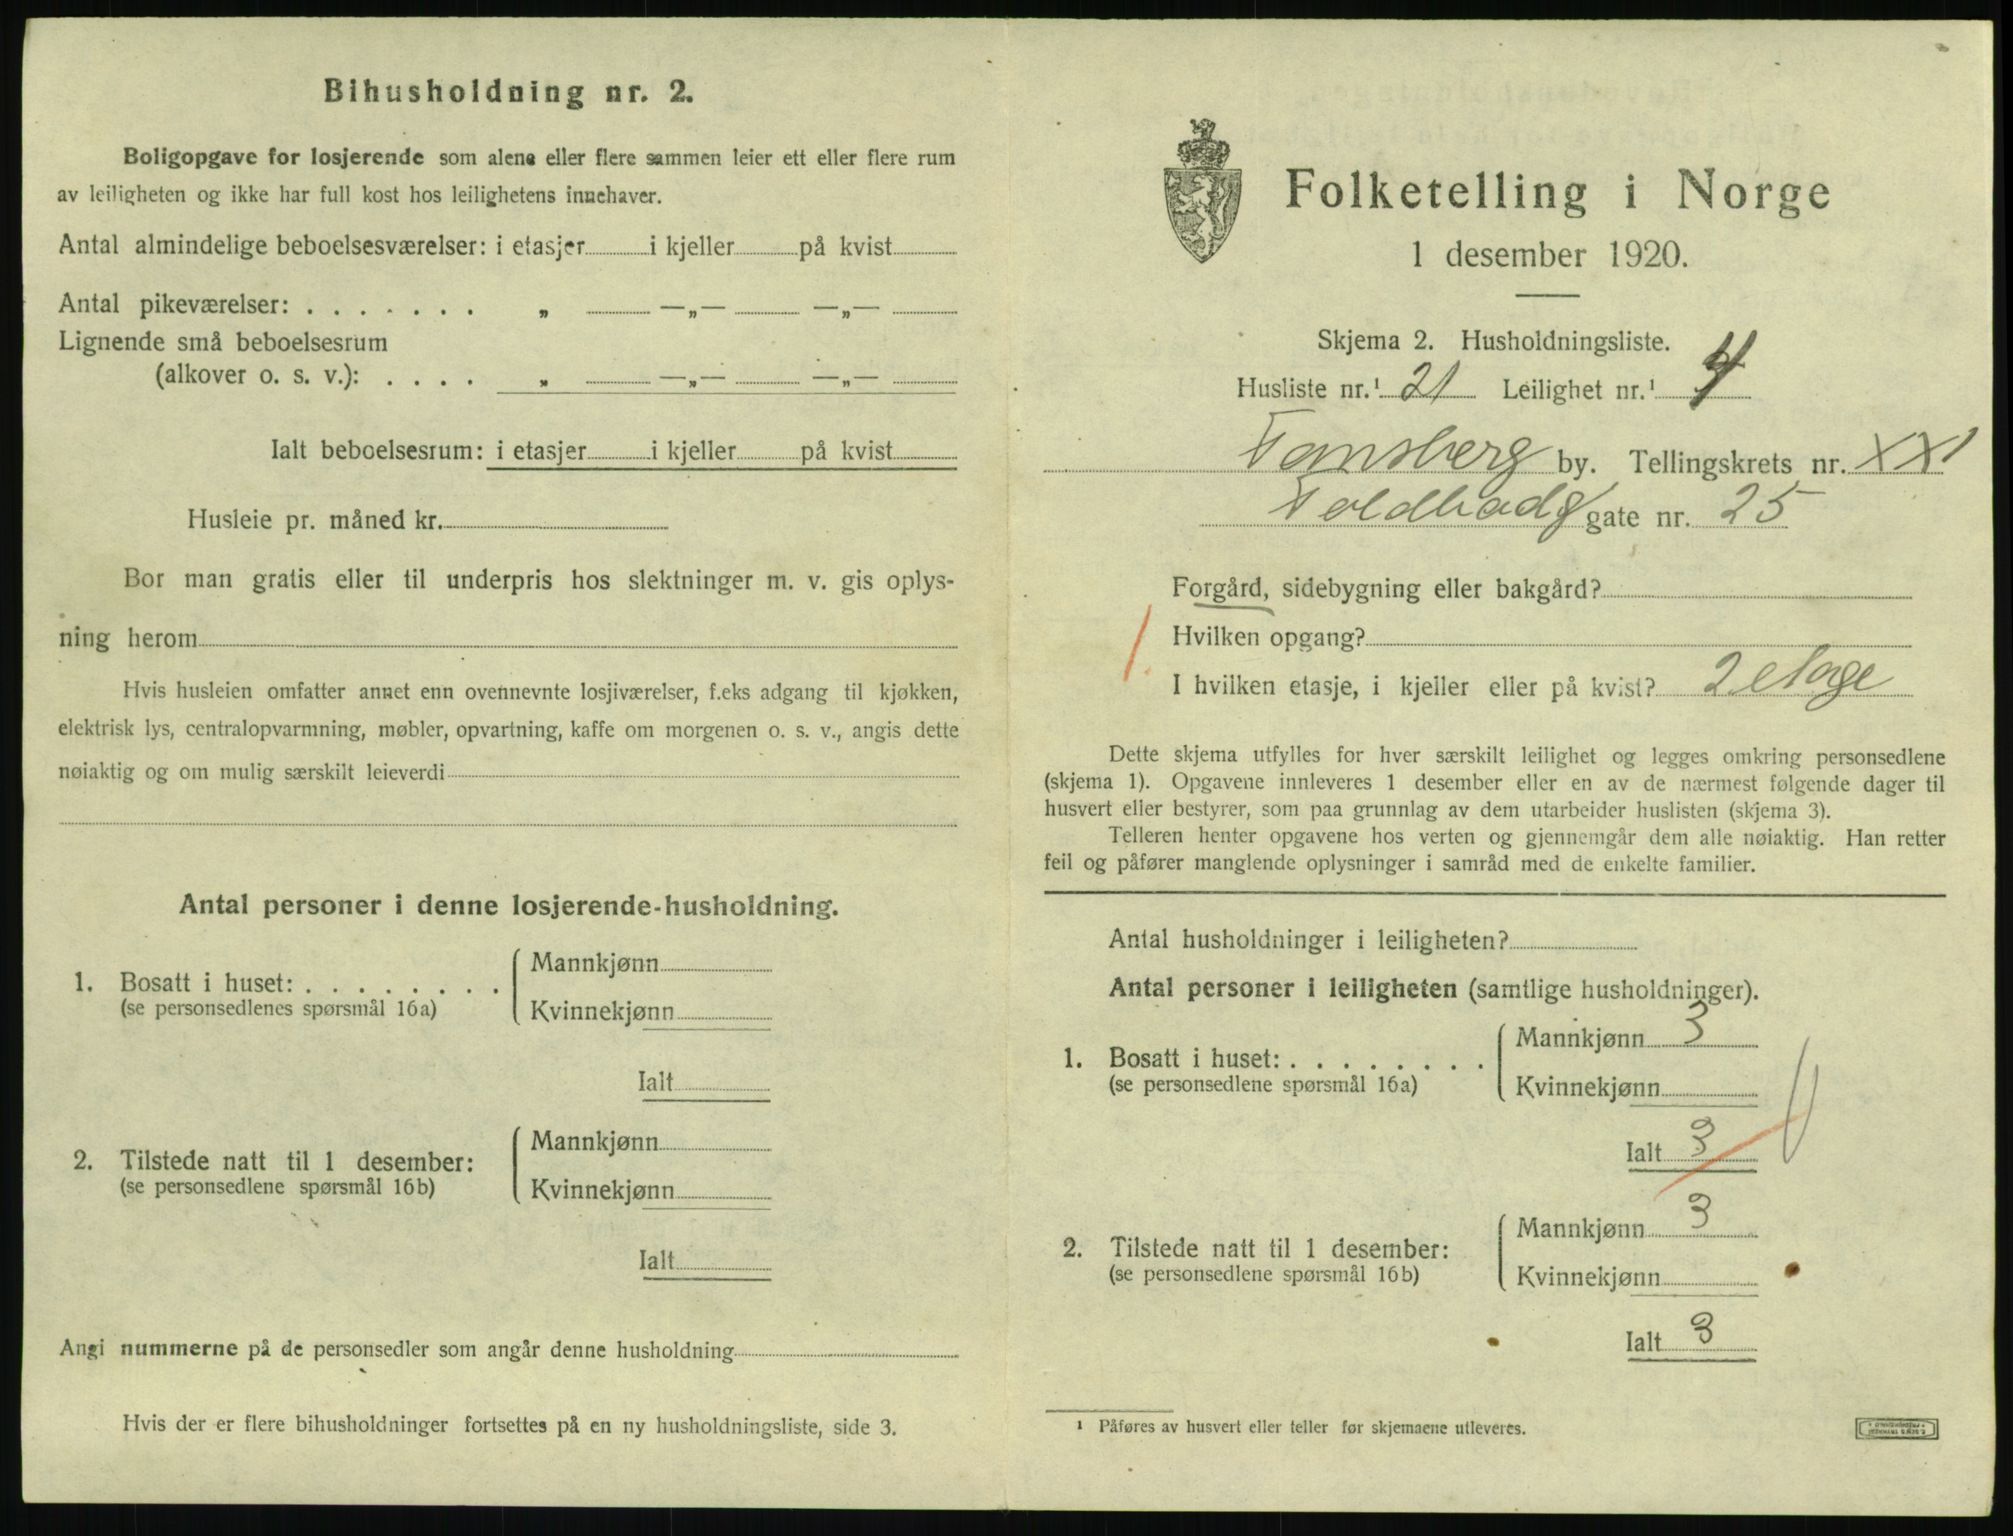 Bihusholdning nr. 2.
Boligopgave for losjerende som alene eller flere sammen leier ett eller flere rum
av leiligheten og ikke har full kost hos leilighetens innehaver.
Antal almindelige beboelsesværelser: i etasjer i kjeller på kvist
Antal pikeværelser: . . . . . . . „ —„— —„—
Lignende små beboelsesrum
(alkover o. s. v.): . . . . „ —„— —„—
Ialt beboelsesrum: i etasjer i kjeller på kvist
Husleie pr. måned kr.
Bor man gratis eller til underpris hos slektninger m. v. gis oplys-
ning herom
Hvis husleien omfatter annet enn ovennevnte losjiværelser, f.eks adgang til kjøkken,
elektrisk lys, centralopvarmning, møbler, opvartning, kaffe om morgenen o. s. v., angis dette
nøiaktig og om mulig særskilt leieverdi
Antal personer i denne losjerende-husholdning.
1. Bosatt i huset: . . . . . . . .
(se personsedlenes spørsmål 16a)
Mannkjønn
Kvinnekjønn
Ialt
2. Tilstede natt til 1 desember:
(se personsedlene spørsmål 16b)
Mannkjønn
Kvinnekjønn
Ialt
Angi nummerne på de personsedler som angår denne husholdning
Hvis der er flere bihusholdninger fortsettes på en ny husholdningsliste, side 3.
Folketelling i Norge
1 desember 1920.
Skjema 2. Husholdningsliste.
Husliste nr.¹ 21 Leilighet nr.¹ 4
Tønsberg by. Tellingskrets nr. XXI
Toldbodg gate nr. 25
Forgård, sidebygning eller bakgård?
Hvilken opgang?
1.
I hvilken etasje, i kjeller eller på kvist? 2 etage
Dette skjema utfylles for hver særskilt leilighet og legges omkring personsedlene
(skjema 1). Opgavene innleveres 1 desember eller en av de nærmest følgende dager til
husvert eller bestyrer, som paa grunnlag av dem utarbeider huslisten (skjema 3).
Telleren henter opgavene hos verten og gjennemgår dem alle nøiaktig. Han retter
feil og påfører manglende oplysninger i samråd med de enkelte familier.
Antal husholdninger i leiligheten?
Antal personer i leiligheten (samtlige husholdninger).
1. Bosatt i huset: . . . . . . . .
(se personsedlene spørsmål 16a)
Mannkjønn 3
Kvinnekjønn
Ialt 3
2. Tilstede natt til 1 desember:
(se personsedlene spørsmål 16b)
Mannkjønn 3
Kvinnekjønn
Ialt 3
¹ Påføres av husvert eller teller før skjemaene utleveres.